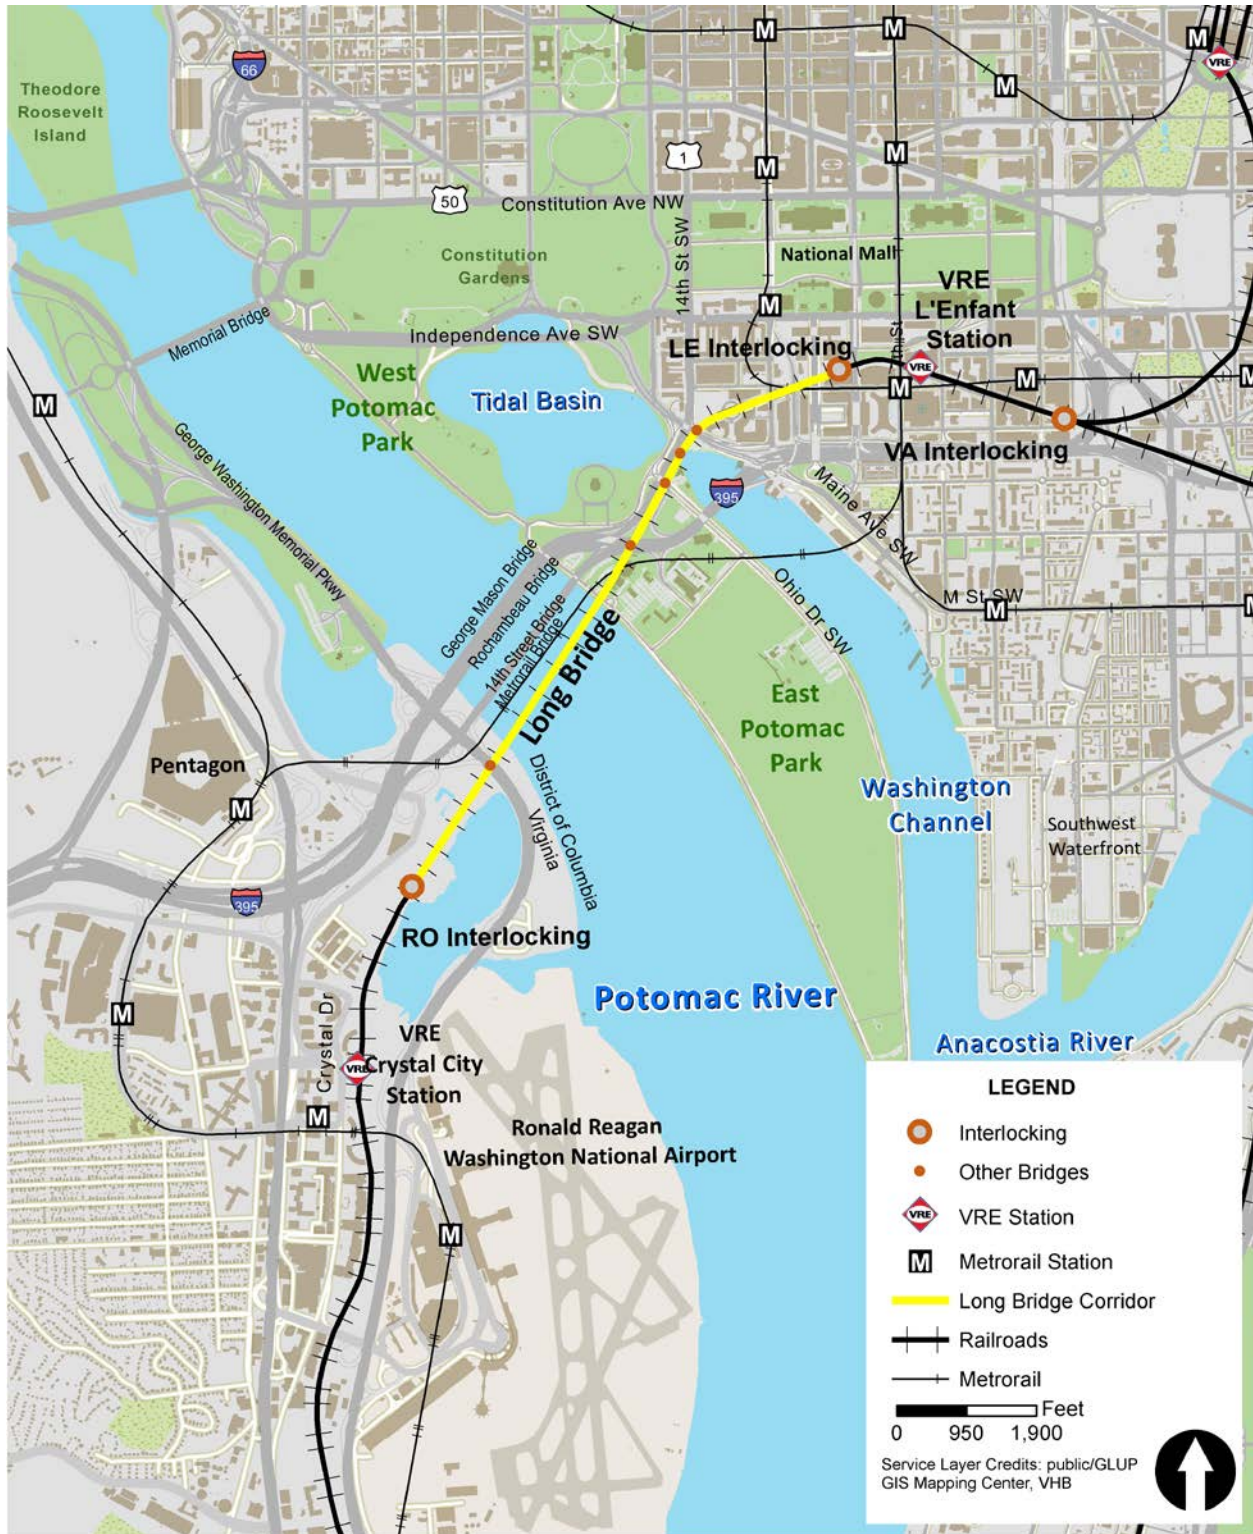 66
Theodore
Roosevelt
Island
M
M
M
M
VRE
1
M
M
50
Constitution Ave NW
14th St SW
Constitution
Gardens
National Mall
VRE
L'Enfant
Station
M
Memorial Bridge
Independence Ave SW
LE Interlocking
7th St
VRE
M
M
M
M
West
Potomac
Park
Tidal Basin
VA Interlocking
George Washington Memorial Pkwy
395
Maine Ave SW
George Mason Bridge
Rochambeau Bridge
14th Street Bridge
Metrorail Bridge
Long Bridge
Ohio Dr SW
M St SW
M
M
East
Potomac
Park
Pentagon
M
District of Columbia
Virginia
Washington
Channel
Southwest
Waterfront
395
RO Interlocking
Potomac River
M
Crystal Dr
VRE
Crystal City
Station
VRE
Anacostia River
M
Ronald Reagan
Washington National Airport
M
LEGEND
Interlocking
Other Bridges
VRE VRE Station
M Metrorail Station
Long Bridge Corridor
Railroads
Metrorail
Feet
0 950 1,900
Service Layer Credits: public/GLUP
GIS Mapping Center, VHB